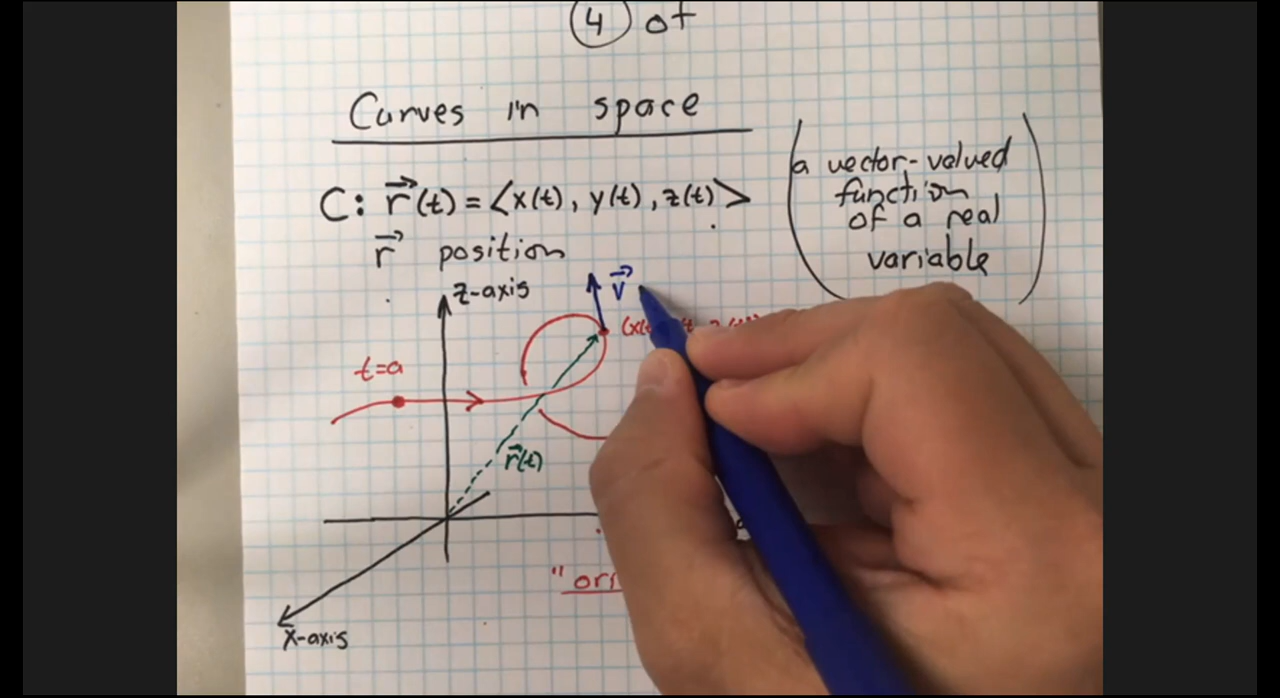 ④ of
Curves in space
C: r⃗(t) = <x(t), y(t), z(t)>
(a vector-valued
function
of a real
variable)
r⃗ position
z-axis
v⃗
t=a
r⃗(t)
x-axis